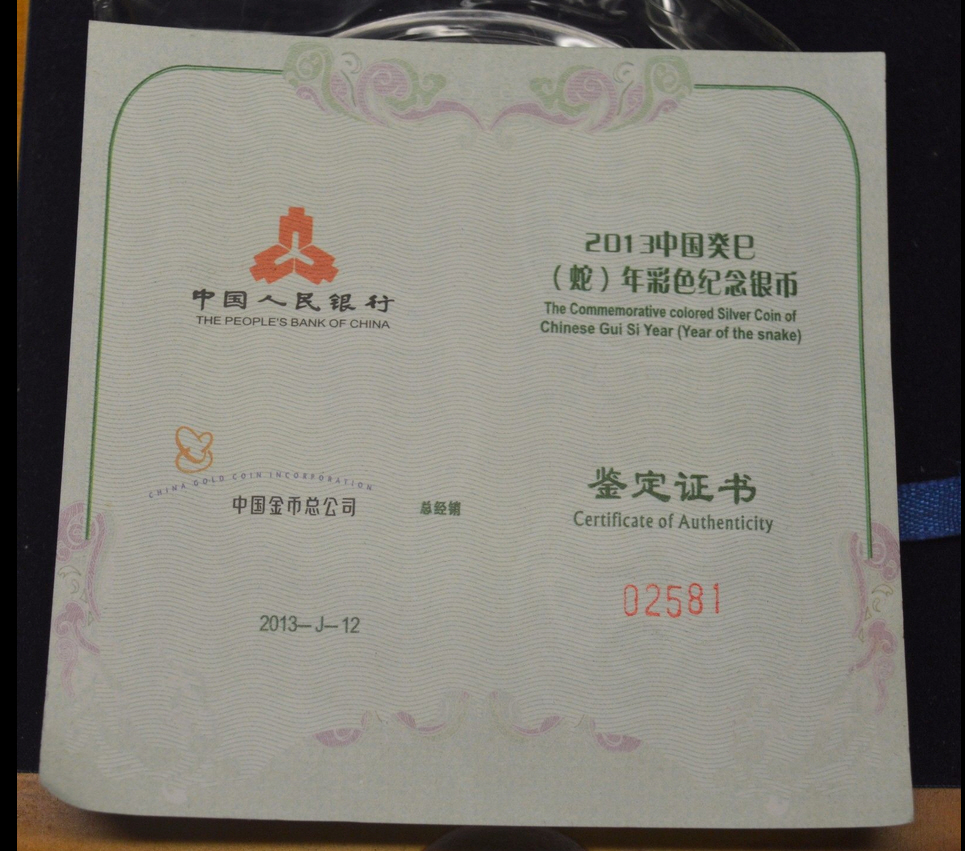 中国人民银行
THE PEOPLE'S BANK OF CHINA
CHINA GOLD COIN INCORPORATION
中国金币总公司 总经销
2013—J—12
2013中国癸巳
（蛇）年彩色纪念银币
The Commemorative colored Silver Coin of
Chinese Gui Si Year (Year of the snake)
鉴定证书
Certificate of Authenticity
02581